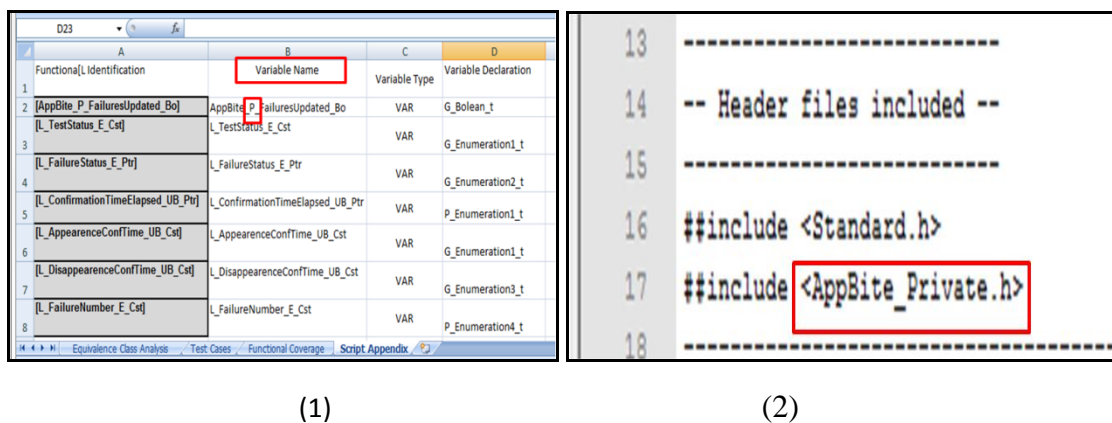 D23 fx
A B C D
1 Functiona[L Identification Variable Name Variable Type Variable Declaration
2 [AppBite_P_FailuresUpdated_Bo] AppBite_P_FailuresUpdated_Bo VAR G_Bolean_t
3 [L_TestStatus_E_Cst] L_TestStatus_E_Cst VAR G_Enumeration1_t
4 [L_FailureStatus_E_Ptr] L_FailureStatus_E_Ptr VAR G_Enumeration2_t
5 [L_ConfirmationTimeElapsed_UB_Ptr] L_ConfirmationTimeElapsed_UB_Ptr VAR P_Enumeration1_t
6 [L_AppearenceConfTime_UB_Cst] L_AppearenceConfTime_UB_Cst VAR G_Enumeration1_t
7 [L_DisappearenceConfTime_UB_Cst] L_DisappearenceConfTime_UB_Cst VAR G_Enumeration3_t
8 [L_FailureNumber_E_Cst] L_FailureNumber_E_Cst VAR P_Enumeration4_t
Equivalence Class Analysis Test Cases Functional Coverage Script Appendix
(1)
13 ---------------------------
14 -- Header files included --
15 ---------------------------
16 ##include <Standard.h>
17 ##include <AppBite_Private.h>
18 -------------------------------------
(2)